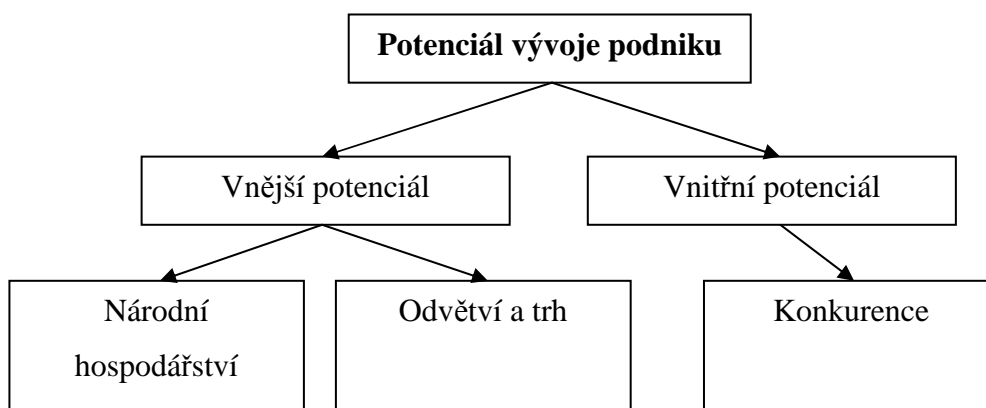 Potenciál vývoje podniku
Vnější potenciál
Vnitřní potenciál
Národní
hospodářství
Odvětví a trh
Konkurence